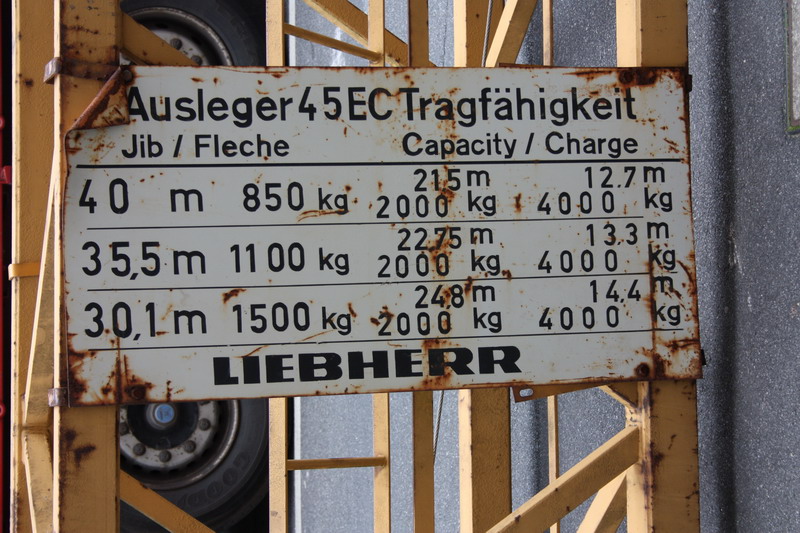 Ausleger 45EC Tragfähigkeit
Jib / Fleche Capacity / Charge
21,5 m 12.7 m
40 m 850 kg 2000 kg 4000 kg
22,75 m 13.3 m
35,5 m 1100 kg 2000 kg 4000 kg
24,8 m 14,4 m
30,1 m 1500 kg 2000 kg 4000 kg
LIEBHERR